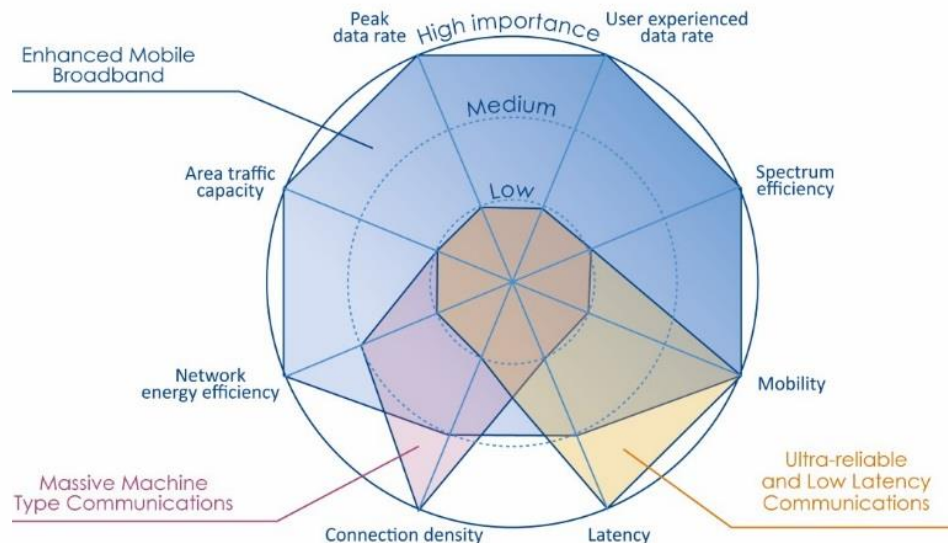 Peak
data rate
High importance
User experienced
data rate
Enhanced Mobile
Broadband
Medium
Area traffic
capacity
Low
Spectrum
efficiency
Network
energy efficiency
Mobility
Massive Machine
Type Communications
Ultra-reliable
and Low Latency
Communications
Connection density
Latency